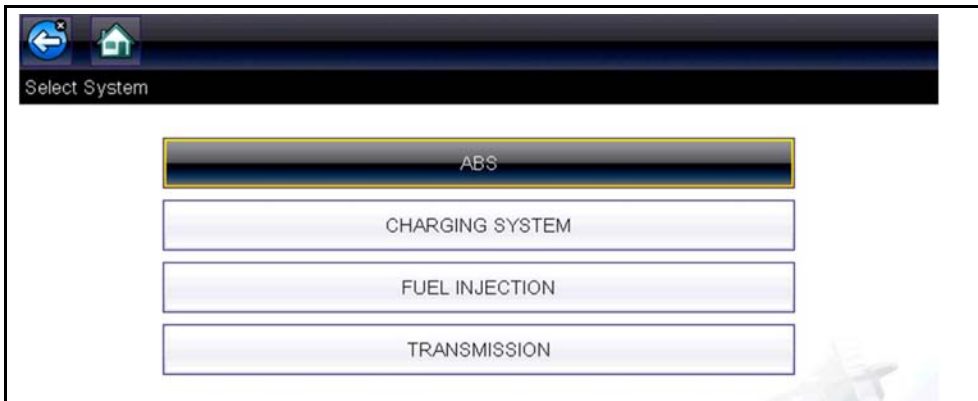 Select System
ABS
CHARGING SYSTEM
FUEL INJECTION
TRANSMISSION